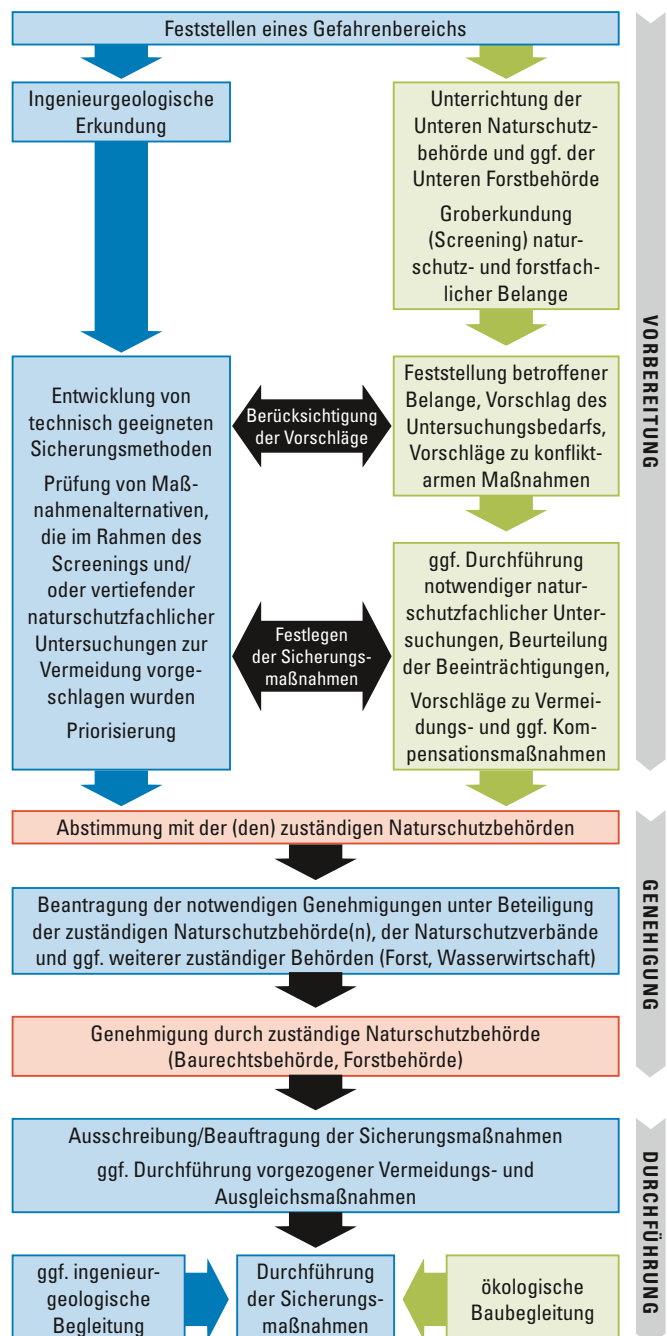 Feststellen eines Gefahrenbereichs
Ingenieurgeologische
Erkundung
Unterrichtung der
Unteren Naturschutz-
behörde und ggf. der
Unteren Forstbehörde
Groberkundung
(Screening) natur-
schutz- und forstfach-
licher Belange
Entwicklung von
technisch geeigneten
Sicherungsmethoden
Prüfung von Maß-
nahmenalternativen,
die im Rahmen des
Screenings und/
oder vertiefender
naturschutzfachlicher
Untersuchungen zur
Vermeidung vorge-
schlagen wurden
Priorisierung
Berücksichtigung
der Vorschläge
Feststellung betroffener
Belange, Vorschlag des
Untersuchungsbedarfs,
Vorschläge zu konflikt-
armen Maßnahmen
Festlegen
der Sicherungs-
maßnahmen
ggf. Durchführung
notwendiger natur-
schutzfachlicher Unter-
suchungen, Beurteilung
der Beeinträchtigungen,
Vorschläge zu Vermei-
dungs- und ggf. Kom-
pensationsmaßnahmen
VORBEREITUNG
Abstimmung mit der (den) zuständigen Naturschutzbehörden
Beantragung der notwendigen Genehmigungen unter Beteiligung
der zuständigen Naturschutzbehörde(n), der Naturschutzverbände
und ggf. weiterer zuständiger Behörden (Forst, Wasserwirtschaft)
Genehmigung durch zuständige Naturschutzbehörde
(Baurechtsbehörde, Forstbehörde)
GENEHIGUNG
Ausschreibung/Beauftragung der Sicherungsmaßnahmen
ggf. Durchführung vorgezogener Vermeidungs- und
Ausgleichsmaßnahmen
ggf. ingenieur-
geologische
Begleitung
Durchführung
der Sicherungs-
maßnahmen
ökologische
Baubegleitung
DURCHFÜHRUNG